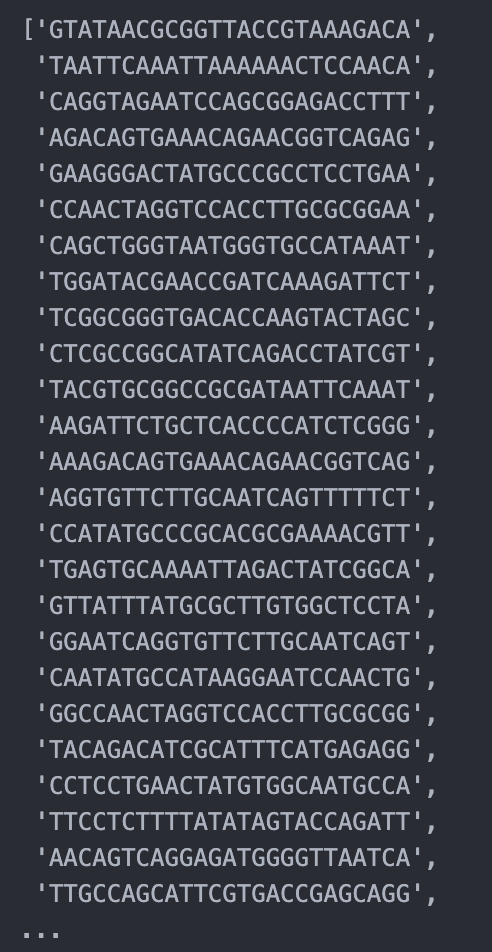 ['GTATAACGCGGTTACCGTAAAGACA',
'TAATTCAAATTAAAAAACTCCAACA',
'CAGGTAGAATCCAGCGGAGACCTTT',
'AGACAGTGAAACAGAACGGTCAGAG',
'GAAGGGACTATGCCCGCCTCCTGAA',
'CCAACTAGGTCCACCTTGCGCGGAA',
'CAGCTGGGTAATGGGTGCCATAAAT',
'TGGATACGAACCGATCAAAGATTCT',
'TCGGCGGGTGACACCAAGTACTAGC',
'CTCGCCGGCATATCAGACCTATCGT',
'TACGTGCGGCCGCGATAATTCAAAT',
'AAGATTCTGCTCACCCCATCTCGGG',
'AAAGACAGTGAAACAGAACGGTCAG',
'AGGTGTTCTTGCAATCAGTTTTTCT',
'CCATATGCCCGCACGCGAAAACGTT',
'TGAGTGCAAAATTAGACTATCGGCA',
'GTTATTTATGCGCTTGTGGCTCCTA',
'GGAATCAGGTGTTCTTGCAATCAGT',
'CAATATGCCATAAGGAATCCAACTG',
'GGCCAACTAGGTCCACCTTGCGCGG',
'TACAGACATCGCATTTCATGAGAGG',
'CCTCCTGAACTATGTGGCAATGCCA',
'TTCCTCTTTTATATAGTACCAGATT',
'AACAGTCAGGAGATGGGGTTAATCA',
'TTGCCAGCATTCGTGACCGAGCAGG',
...